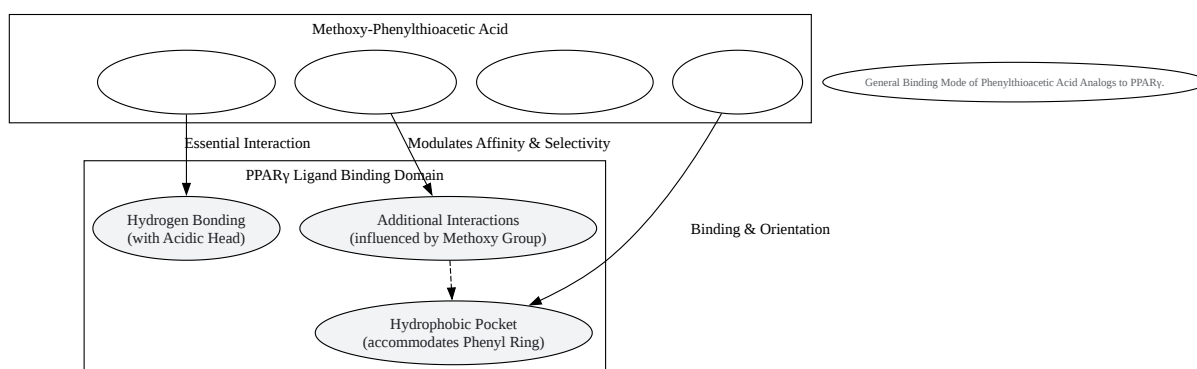 Methoxy-Phenylthioacetic Acid
General Binding Mode of Phenylthioacetic Acid Analogs to PPARγ.
Essential Interaction
Modulates Affinity & Selectivity
PPARγ Ligand Binding Domain
Hydrogen Bonding
(with Acidic Head)
Additional Interactions
(influenced by Methoxy Group)
Binding & Orientation
Hydrophobic Pocket
(accommodates Phenyl Ring)